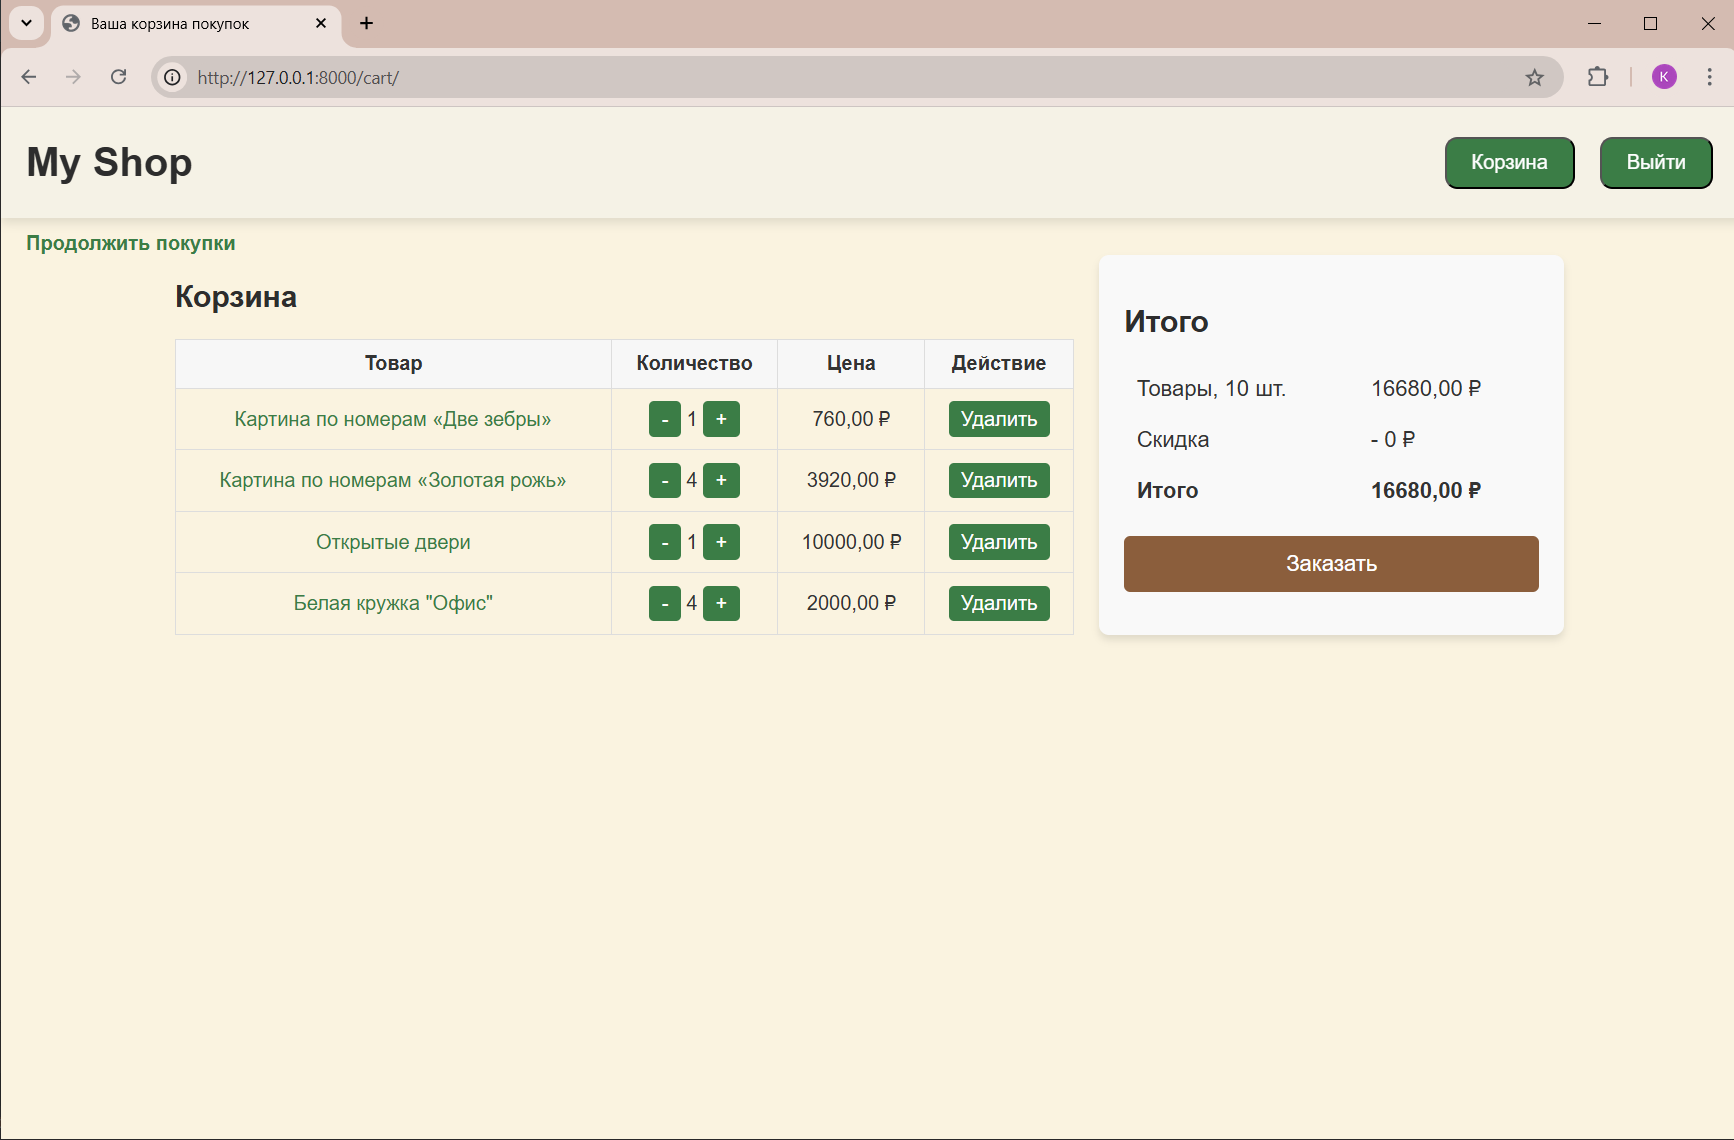 Ваша корзина покупок
http://127.0.0.1:8000/cart/
K
My Shop
Корзина
Выйти
Продолжить покупки
Корзина
Товар Количество Цена Действие
Картина по номерам «Две зебры» - 1 + 760,00 ₽ Удалить
Картина по номерам «Золотая рожь» - 4 + 3920,00 ₽ Удалить
Открытые двери - 1 + 10000,00 ₽ Удалить
Белая кружка "Офис" - 4 + 2000,00 ₽ Удалить
Итого
Товары, 10 шт. 16680,00 ₽
Скидка - 0 ₽
Итого 16680,00 ₽
Заказать